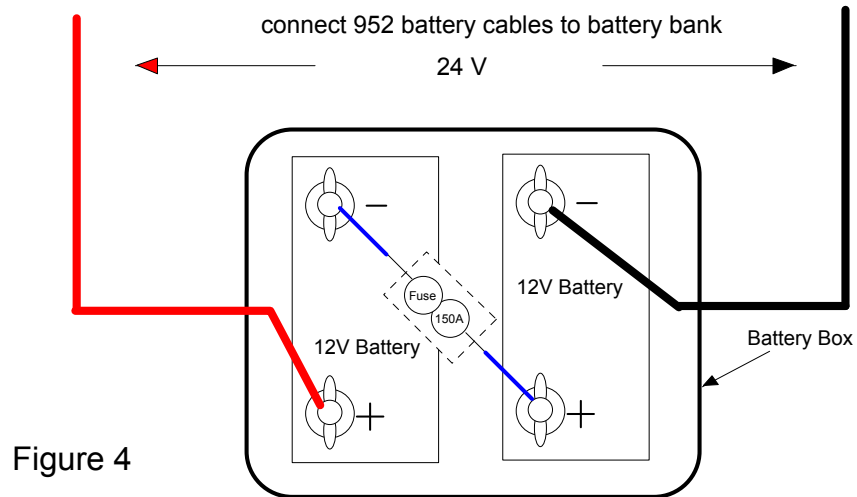 connect 952 battery cables to battery bank
24 V
−
−
Fuse
150A
12V Battery
12V Battery
Battery Box
+
+
Figure 4